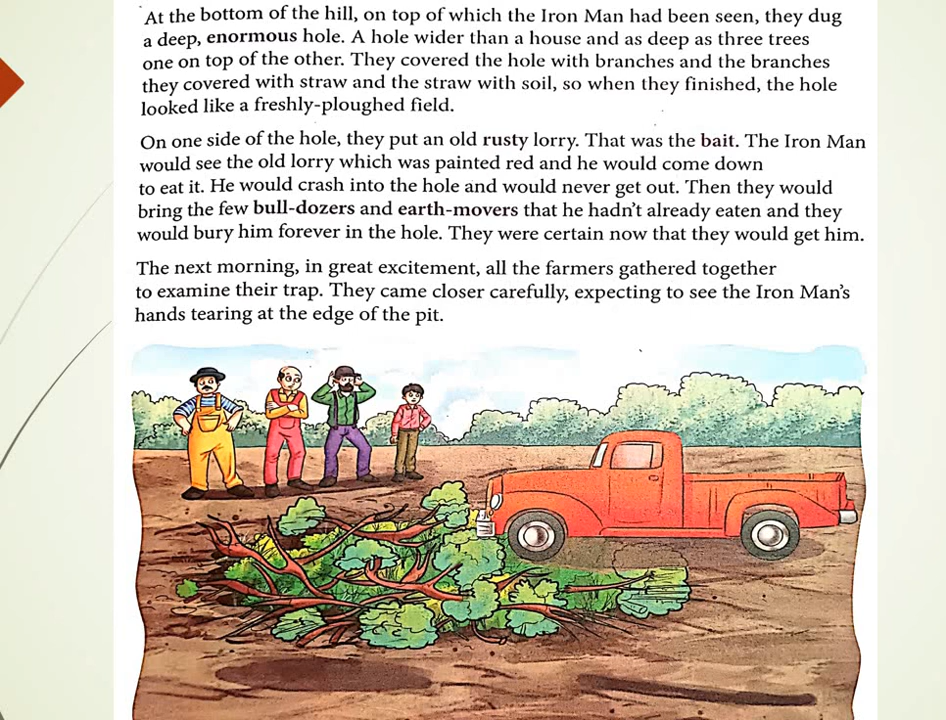 At the bottom of the hill, on top of which the Iron Man had been seen, they dug
a deep, enormous hole. A hole wider than a house and as deep as three trees
one on top of the other. They covered the hole with branches and the branches
they covered with straw and the straw with soil, so when they finished, the hole
looked like a freshly-ploughed field.
On one side of the hole, they put an old rusty lorry. That was the bait. The Iron Man
would see the old lorry which was painted red and he would come down
to eat it. He would crash into the hole and would never get out. Then they would
bring the few bull-dozers and earth-movers that he hadn't already eaten and they
would bury him forever in the hole. They were certain now that they would get him.
The next morning, in great excitement, all the farmers gathered together
to examine their trap. They came closer carefully, expecting to see the Iron Man's
hands tearing at the edge of the pit.